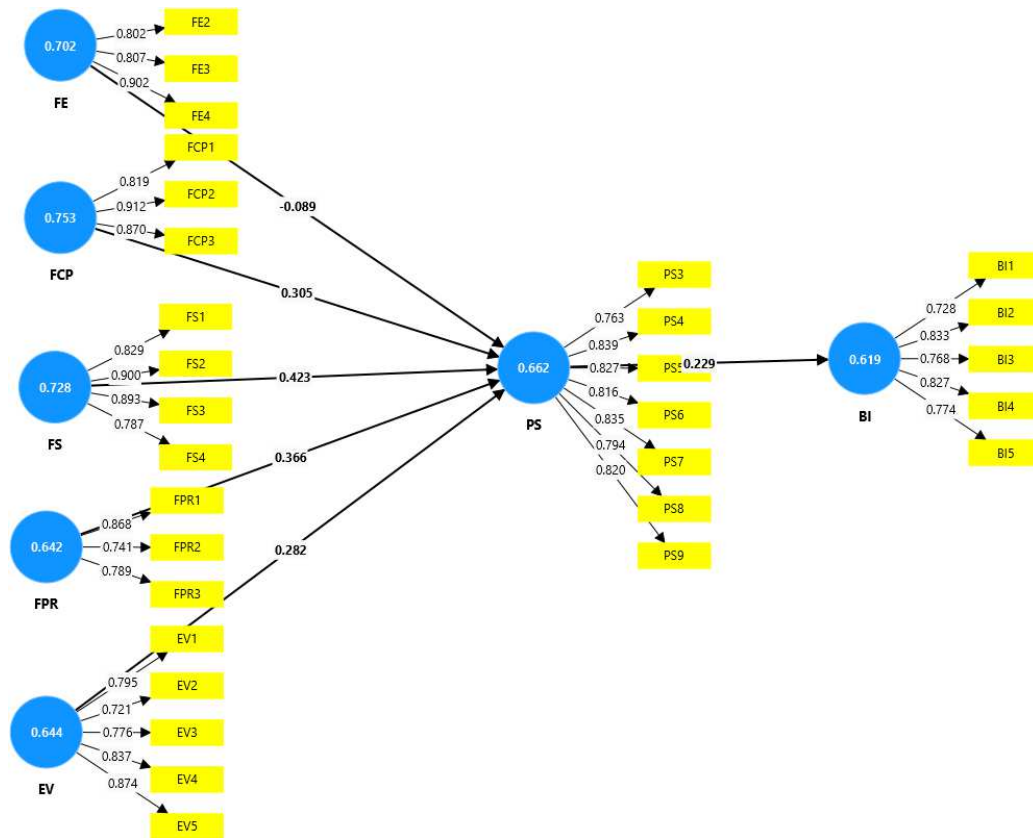 FE2
0.802
0.702
0.807
FE3
0.902
FE
FE4
FCP1
0.819
0.912
FCP2
0.753
0.870
FCP3
FCP
-0.089
0.305
FS1
0.829
FS2
0.900
0.728
0.893
0.423
FS3
0.787
FS
FS4
0.366
FPR1
0.868
0.642
0.741
FPR2
0.789
FPR
FPR3
0.282
EV1
0.795
EV2
0.721
0.644
0.776
EV3
0.837
EV
EV4
0.874
EV5
PS3
0.763
PS4
0.839
0.662
0.827
PS5
0.229
0.816
PS6
PS
0.835
PS7
0.794
0.820
PS8
PS9
BI1
0.728
BI2
0.833
0.619
0.768
BI3
0.827
BI
BI4
0.774
BI5